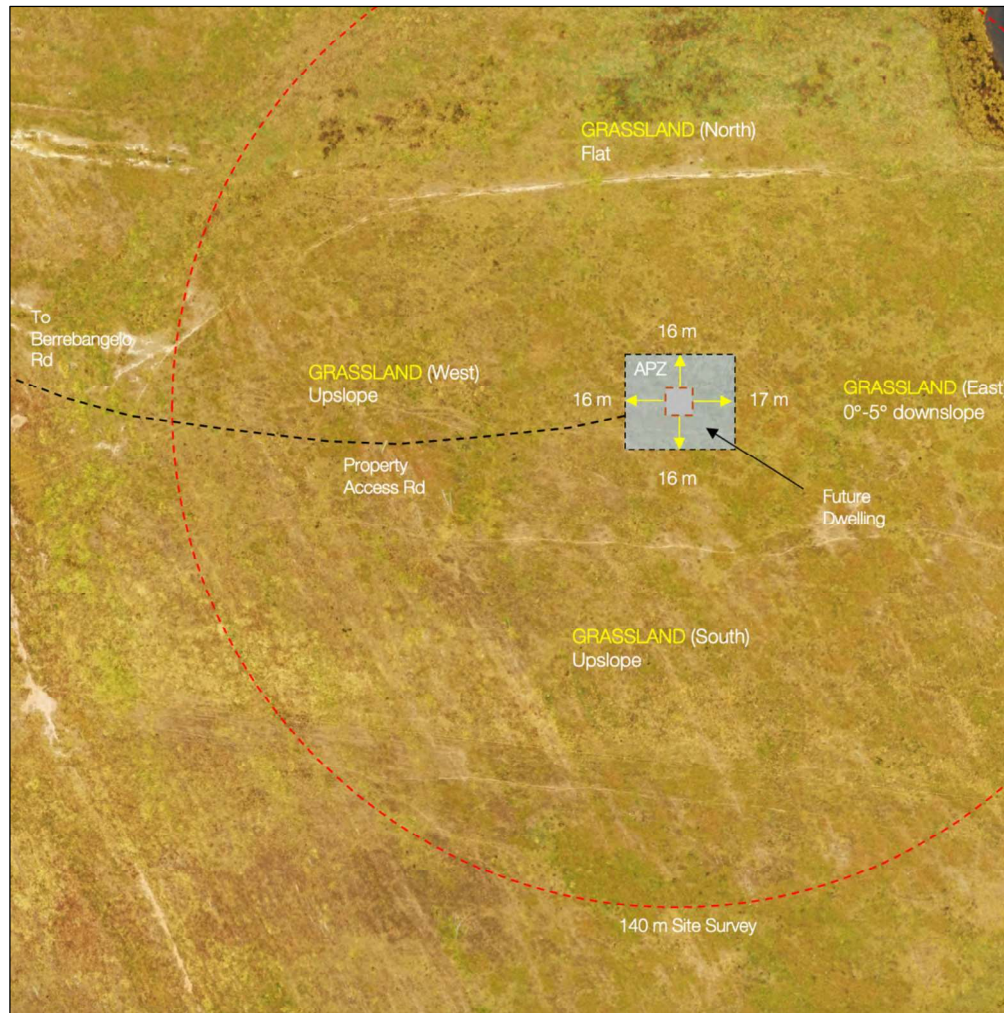 GRASSLAND (North)
Flat
To
Berrebangelo
Rd
16 m
GRASSLAND (West)
Upslope
APZ
16 m
17 m
GRASSLAND (East)
0°-5° downslope
16 m
Property
Access Rd
Future
Dwelling
GRASSLAND (South)
Upslope
140 m Site Survey